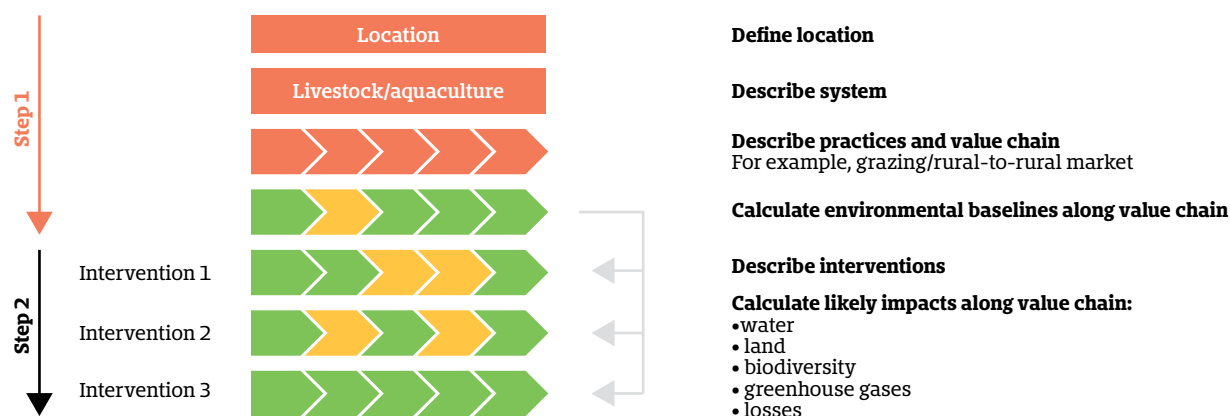 Step 1
Location
Define location
Livestock/aquaculture
Describe system
Describe practices and value chain
For example, grazing/rural-to-rural market
Calculate environmental baselines along value chain
Step 2
Intervention 1
Describe interventions
Calculate likely impacts along value chain:
•water
Intervention 2
• land
• biodiversity
Intervention 3
• greenhouse gases
• losses